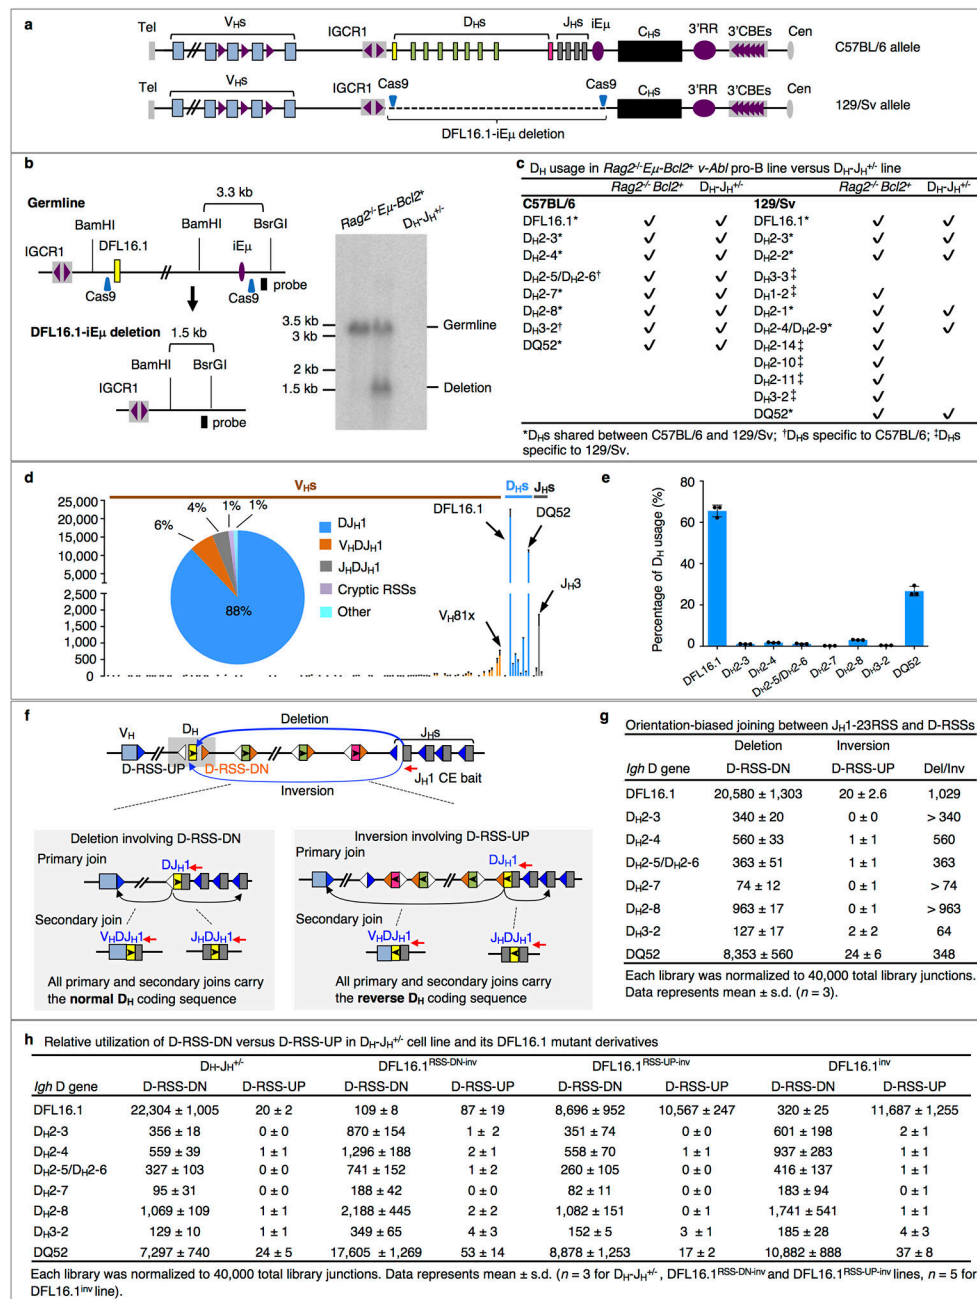 a
Tel VHs IGCR1 DHs JHs iEμ CHs 3'RR 3'CBEs Cen
C57BL/6 allele
Tel VHs IGCR1 Cas9 Cas9 CHs 3'RR 3'CBEs Cen
129/Sv allele
DFL16.1-iEμ deletion
b
Germline
3.3 kb
BamHI BamHI BsrGI
DFL16.1 iEμ
IGCR1
Cas9 Cas9 probe
DFL16.1-iEμ deletion
1.5 kb
BamHI BsrGI
IGCR1
probe
Rag2-/-Eμ-Bcl2+
DH-JH+/-
3.5 kb
3 kb
2 kb
1.5 kb
Germline
Deletion
c DH usage in Rag2-/-Eμ-Bcl2+ v-Abl pro-B line versus DH-JH+/- line
Rag2-/- Bcl2+ DH-JH+/- Rag2-/- Bcl2+ DH-JH+/-
C57BL/6 129/Sv
DFL16.1* ✓ ✓ DFL16.1* ✓ ✓
DH2-3* ✓ ✓ DH2-3* ✓ ✓
DH2-4* ✓ ✓ DH2-2* ✓ ✓
DH2-5/DH2-6† ✓ ✓ DH3-3‡
DH2-7* ✓ ✓ DH1-2‡ ✓
DH2-8* ✓ ✓ DH2-1* ✓ ✓
DH3-2† ✓ ✓ DH2-4/DH2-9* ✓ ✓
DQ52* ✓ ✓ DH2-14‡ ✓
DH2-10‡ ✓
DH2-11‡ ✓
DH3-2‡ ✓
DQ52* ✓ ✓
*DHs shared between C57BL/6 and 129/Sv; †DHs specific to C57BL/6; ‡DHs
specific to 129/Sv.
d
VHs DHs JHs
25,000
20,000
15,000
10,000
5,000
2,500
2,000
1,500
1,000
500
0
6% 4% 1% 1%
88%
DJH1
VHDJH1
JHDJH1
Cryptic RSSs
Other
DFL16.1
DQ52
JH3
VH81x
e
Percentage of DH usage (%)
80
60
40
20
0
DFL16.1 DH2-3 DH2-4 DH2-5/DH2-6 DH2-7 DH2-8 DH3-2 DQ52
f
Deletion
VH DH JHs
D-RSS-UP D-RSS-DN
JH1 CE bait
Inversion
Deletion involving D-RSS-DN
Primary join
DJH1
Secondary join
VHDJH1 JHDJH1
All primary and secondary joins carry
the normal DH coding sequence
Inversion involving D-RSS-UP
Primary join
DJH1
Secondary join
VHDJH1 JHDJH1
All primary and secondary joins carry
the reverse DH coding sequence
g
Orientation-biased joining between JH1-23RSS and D-RSSs
Deletion Inversion
Igh D gene D-RSS-DN D-RSS-UP Del/Inv
DFL16.1 20,580 ± 1,303 20 ± 2.6 1,029
DH2-3 340 ± 20 0 ± 0 > 340
DH2-4 560 ± 33 1 ± 1 560
DH2-5/DH2-6 363 ± 51 1 ± 1 363
DH2-7 74 ± 12 0 ± 1 > 74
DH2-8 963 ± 17 0 ± 1 > 963
DH3-2 127 ± 17 2 ± 2 64
DQ52 8,353 ± 560 24 ± 6 348
Each library was normalized to 40,000 total library junctions.
Data represents mean ± s.d. (n = 3).
h Relative utilization of D-RSS-DN versus D-RSS-UP in DH-JH+/- cell line and its DFL16.1 mutant derivatives
DH-JH+/- DFL16.1RSS-DN-inv DFL16.1RSS-UP-inv DFL16.1inv
Igh D gene D-RSS-DN D-RSS-UP D-RSS-DN D-RSS-UP D-RSS-DN D-RSS-UP D-RSS-DN D-RSS-UP
DFL16.1 22,304 ± 1,005 20 ± 2 109 ± 8 87 ± 19 8,696 ± 952 10,567 ± 247 320 ± 25 11,687 ± 1,255
DH2-3 356 ± 18 0 ± 0 870 ± 154 1 ± 2 351 ± 74 0 ± 0 601 ± 198 2 ± 1
DH2-4 559 ± 39 1 ± 1 1,296 ± 188 2 ± 1 558 ± 70 1 ± 1 937 ± 283 1 ± 1
DH2-5/DH2-6 327 ± 103 0 ± 0 741 ± 152 1 ± 2 260 ± 105 0 ± 0 416 ± 137 1 ± 1
DH2-7 95 ± 31 0 ± 0 188 ± 42 0 ± 0 82 ± 11 0 ± 0 183 ± 94 0 ± 1
DH2-8 1,069 ± 109 1 ± 1 2,188 ± 445 2 ± 2 1,082 ± 151 0 ± 1 1,741 ± 541 1 ± 1
DH3-2 129 ± 10 1 ± 1 349 ± 65 4 ± 3 152 ± 5 3 ± 1 185 ± 28 4 ± 3
DQ52 7,297 ± 740 24 ± 5 17,605 ± 1,269 53 ± 14 8,878 ± 1,253 17 ± 2 10,882 ± 888 37 ± 8
Each library was normalized to 40,000 total library junctions. Data represents mean ± s.d. (n = 3 for DH-JH+/-, DFL16.1RSS-DN-inv and DFL16.1RSS-UP-inv lines, n = 5 for
DFL16.1inv line).